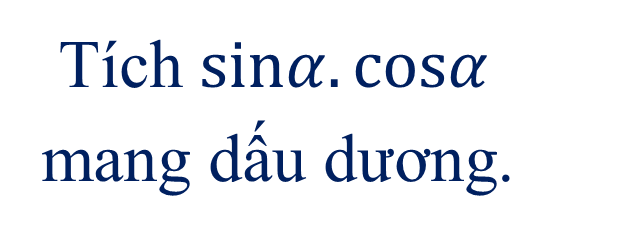 Tích sin𝛼. cos𝛼
mang dấu dương.